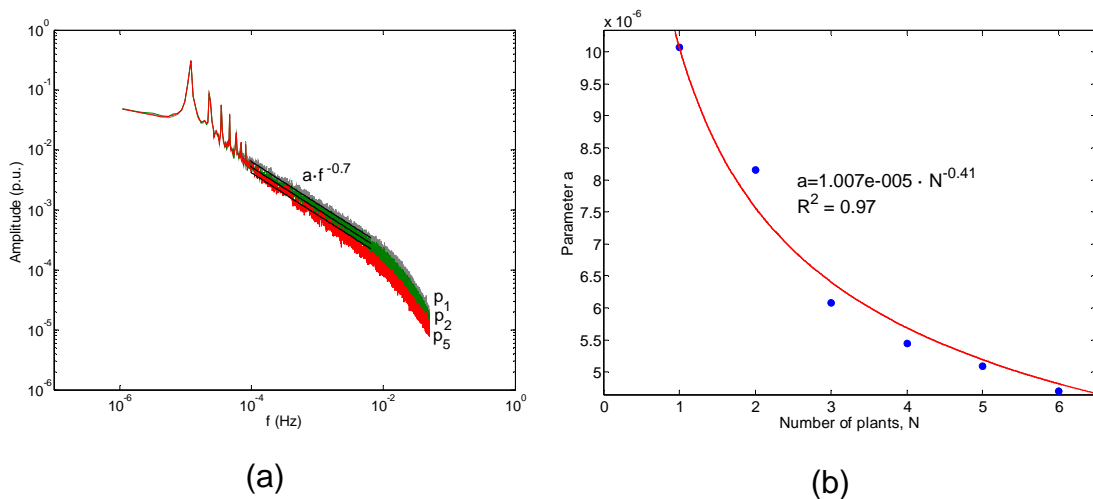 10^0
10^-1
10^-2
10^-3
10^-4
10^-5
10^-6
Amplitude (p.u.)
a·f^-0.7
p_1
p_2
p_5
10^-6
10^-4
10^-2
10^0
f (Hz)
(a)
x 10^-6
10
9.5
9
8.5
8
7.5
7
6.5
6
5.5
5
Parameter a
a=1.007e-005 · N^-0.41
R^2 = 0.97
0
1
2
3
4
5
6
Number of plants, N
(b)